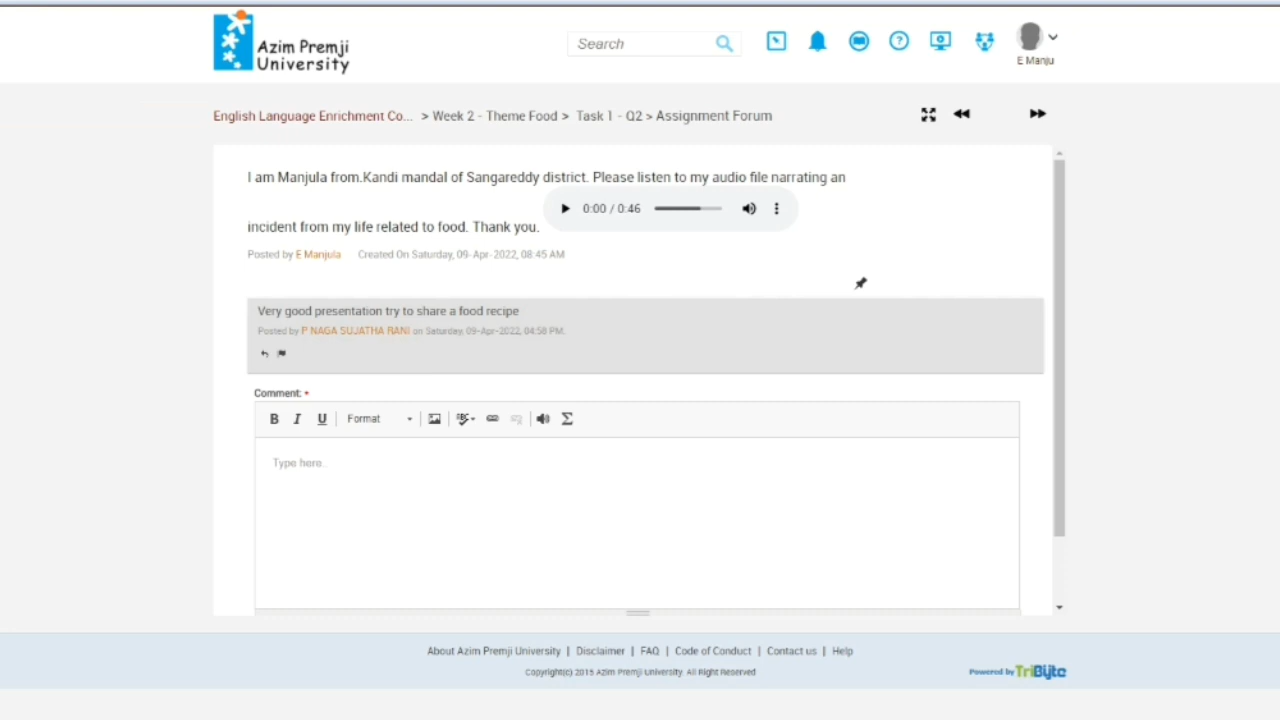 Azim Premji
University
Search
E Manju
English Language Enrichment Co... > Week 2 - Theme Food > Task 1 - Q2 > Assignment Forum
I am Manjula from.Kandi mandal of Sangareddy district. Please listen to my audio file narrating an
0:00 / 0:46
incident from my life related to food. Thank you.
Posted by E Manjula Created On Saturday, 09-Apr-2022, 08:45 AM
Very good presentation try to share a food recipe
Posted by P NAGA SUJATHA RANI on Saturday, 09-Apr-2022, 04:58 PM.
Comment: *
B I U Format ABC Σ
Type here..
About Azim Premji University | Disclaimer | FAQ | Code of Conduct | Contact us | Help
Copyright(c) 2015 Azim Premji University. All Right Reserved
Powered by TriByte